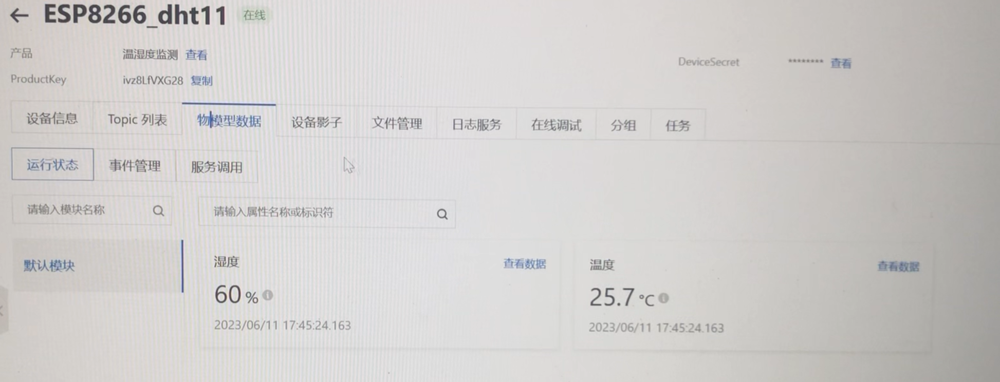 ESP8266_dht11 在线
产品 温湿度监测 查看
DeviceSecret ******** 查看
ProductKey ivz8LfVXG28 复制
设备信息 Topic 列表 物模型数据 设备影子 文件管理 日志服务 在线调试 分组 任务
运行状态 事件管理 服务调用
请输入模块名称 请输入属性名称或标识符
默认模块
湿度 查看数据
60 %
2023/06/11 17:45:24.163
温度 查看数据
25.7 °C
2023/06/11 17:45:24.163